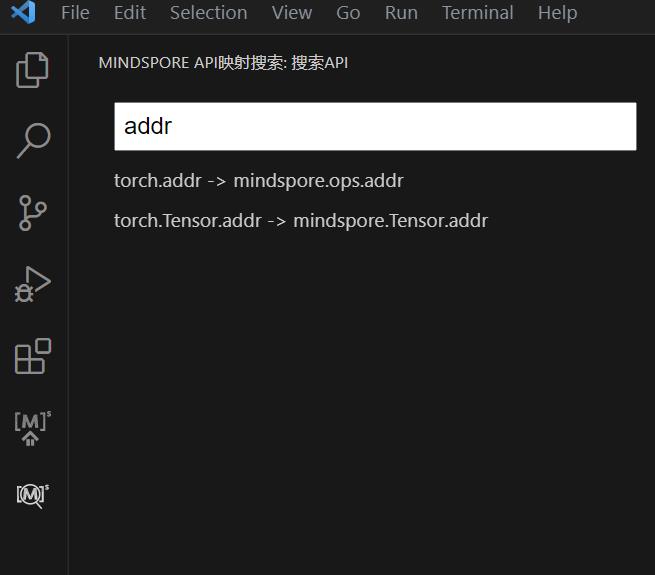 File Edit Selection View Go Run Terminal Help
MINDSPORE API映射搜索: 搜索API
addr
torch.addr -> mindspore.ops.addr
torch.Tensor.addr -> mindspore.Tensor.addr
[M]s
[M]s